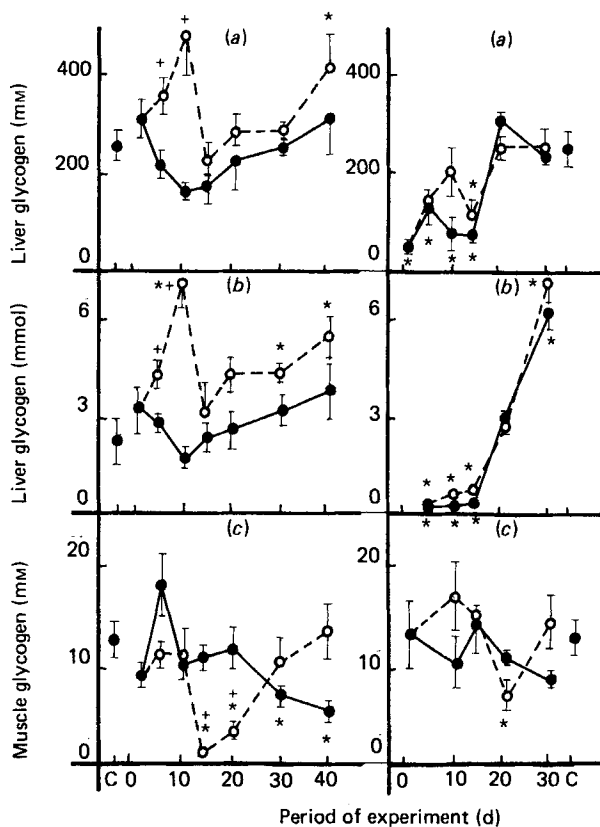 (a) (a)
Liver glycogen (mM)
400 400
200 200
0 0
+ + *
* * * * *
(b) (b)
Liver glycogen (mmol)
6 6
3 3
0 0
*+ + * *
* * * * * * * *
(c) (c)
Muscle glycogen (mM)
20 20
10 10
0 0
+ * + * * *
*
C 0 10 20 30 40 0 10 20 30 C
Period of experiment (d)